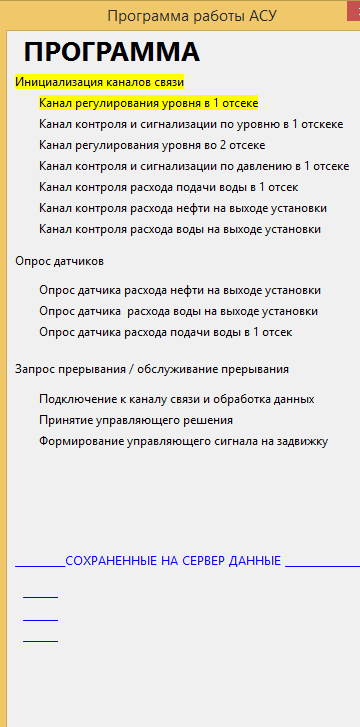 Программа работы АСУ
ПРОГРАММА
Инициализация каналов связи
Канал регулирования уровня в 1 отсеке
Канал контроля и сигнализации по уровню в 1 отскеке
Канал регулирования уровня во 2 отсеке
Канал контроля и сигнализации по давлению в 1 отсеке
Канал контроля расхода подачи воды в 1 отсек
Канал контроля расхода нефти на выходе установки
Канал контроля расхода воды на выходе установки
Опрос датчиков
Опрос датчика расхода нефти на выходе установки
Опрос датчика расхода воды на выходе установки
Опрос датчика расхода подачи воды в 1 отсек
Запрос прерывания / обслуживание прерывания
Подключение к каналу связи и обработка данных
Принятие управляющего решения
Формирование управляющего сигнала на задвижку
________СОХРАНЕННЫЕ НА СЕРВЕР ДАННЫЕ ____________
______
______
______